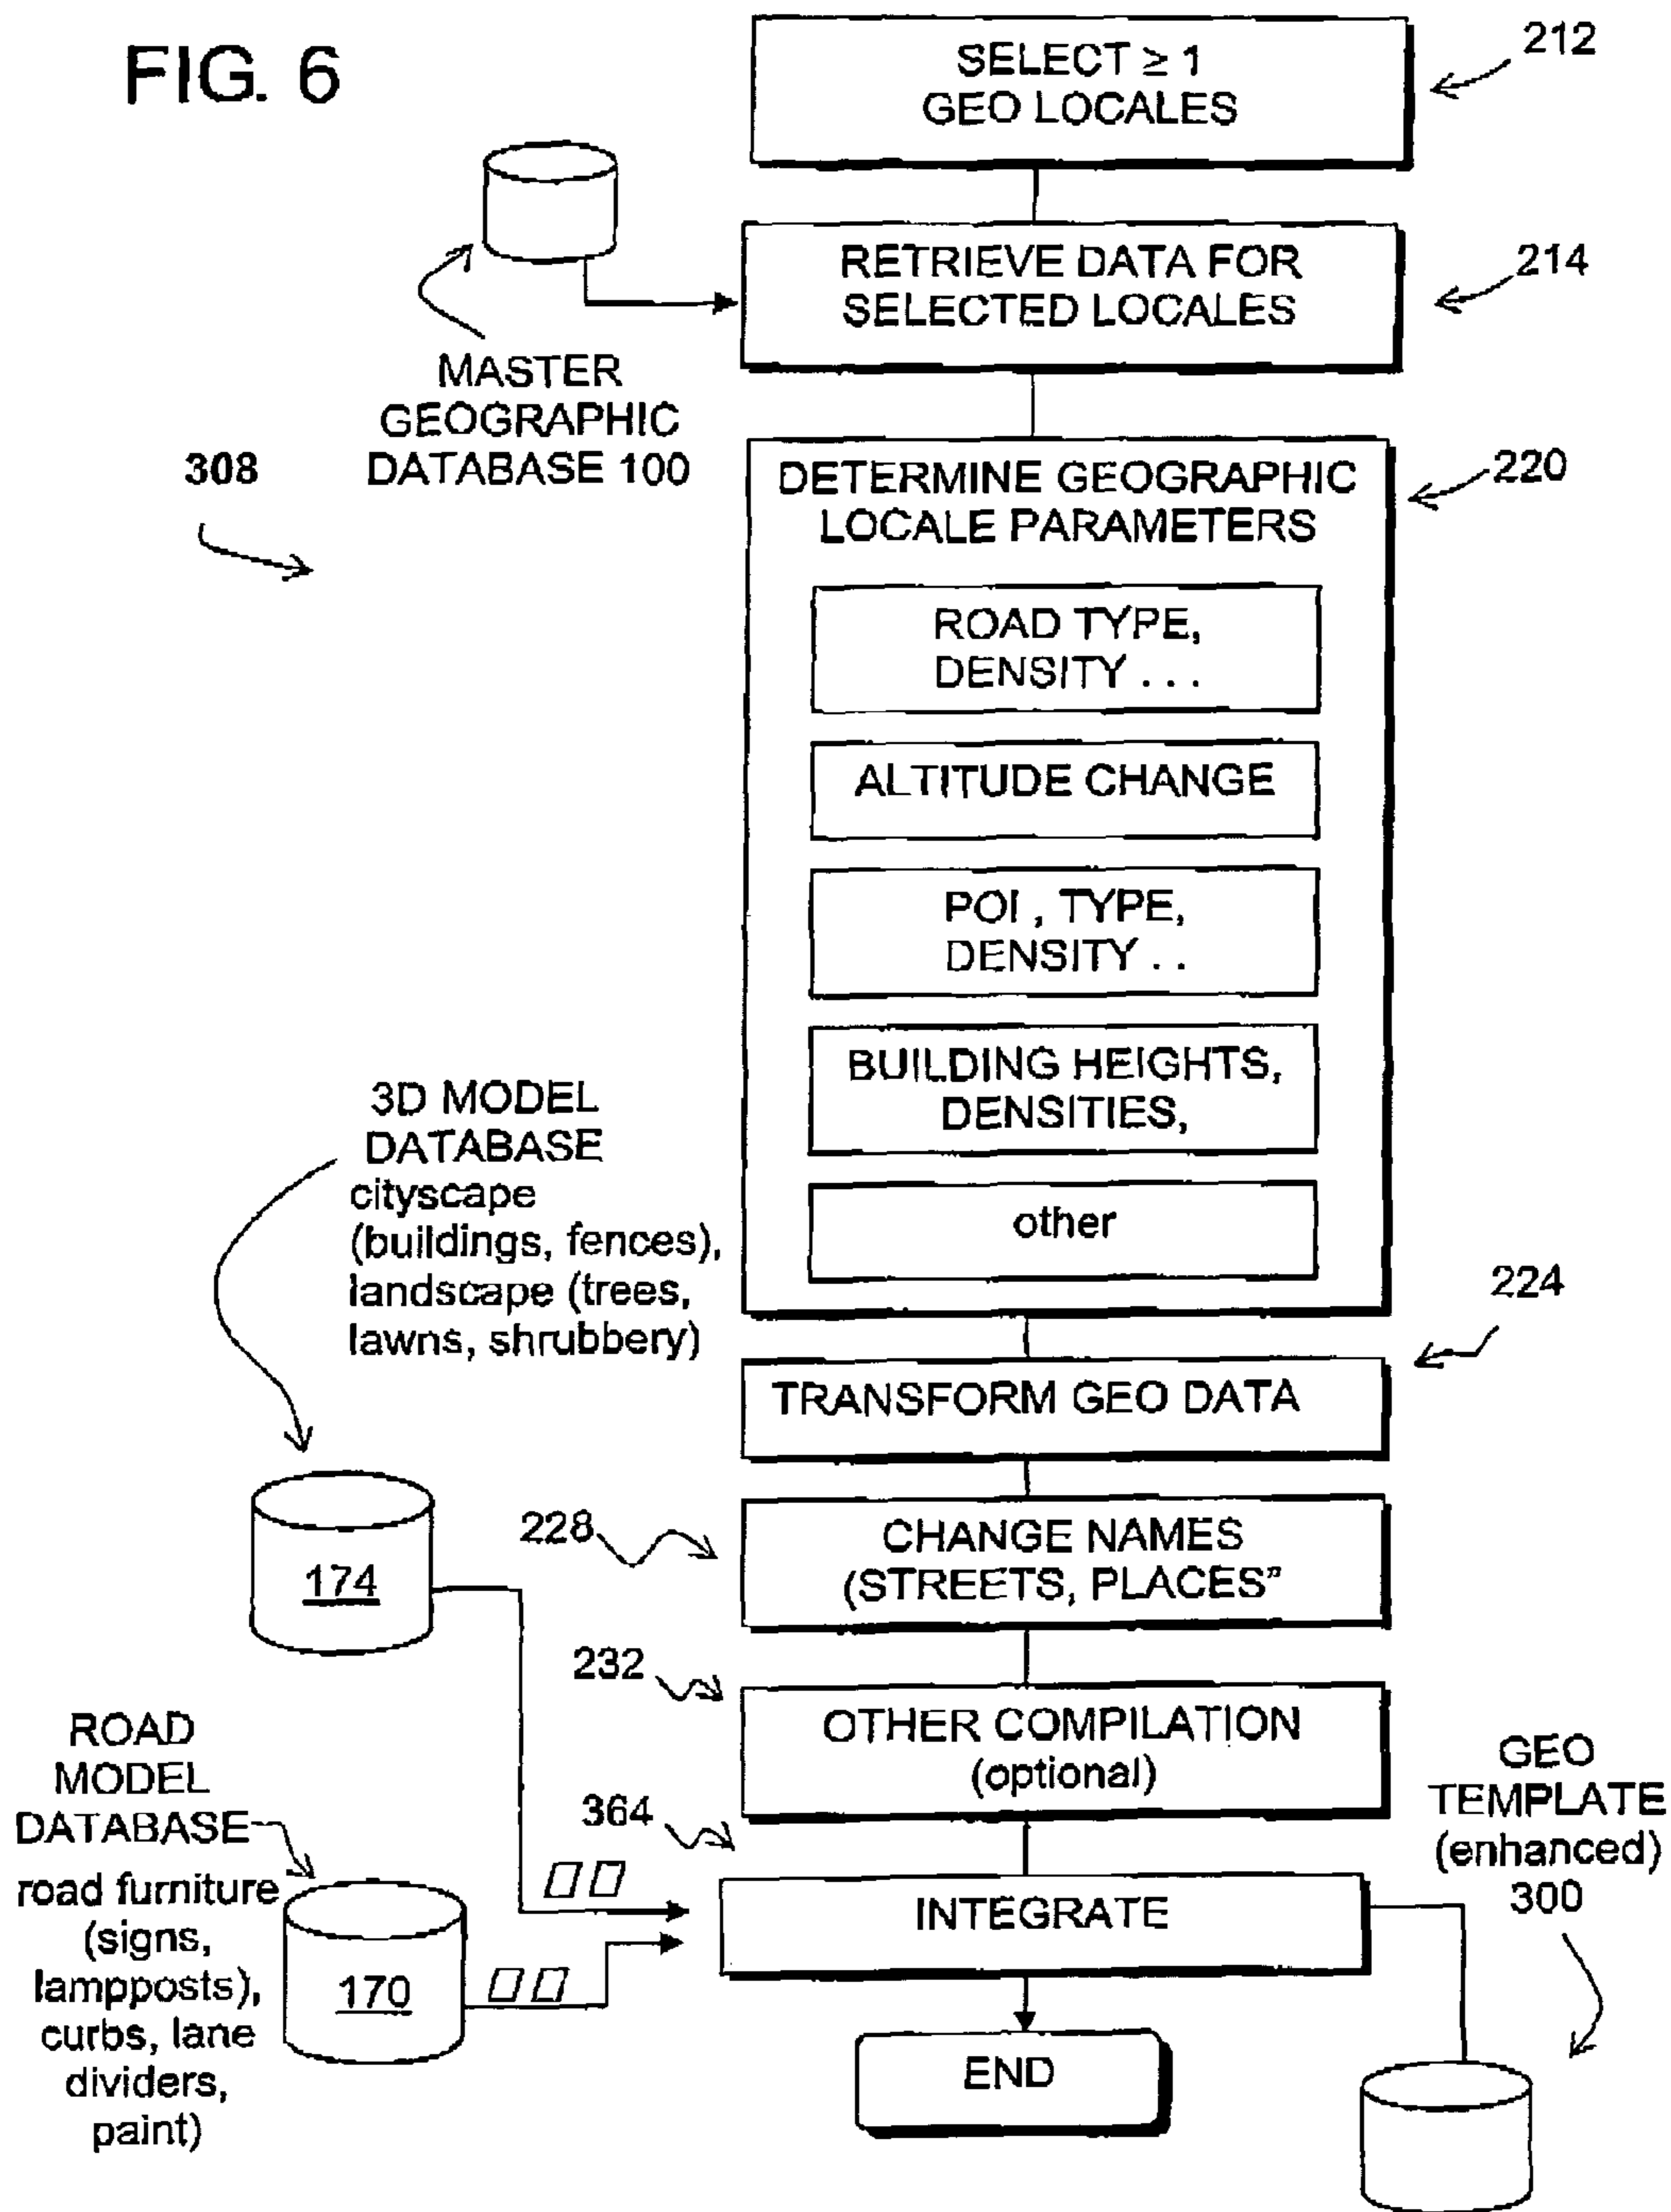 FIG. 6
SELECT ≥ 1
GEO LOCALES
212
RETRIEVE DATA FOR
SELECTED LOCALES
214
MASTER
GEOGRAPHIC
DATABASE 100
308
DETERMINE GEOGRAPHIC
LOCALE PARAMETERS
220
ROAD TYPE,
DENSITY . . .
ALTITUDE CHANGE
POI , TYPE,
DENSITY . .
BUILDING HEIGHTS,
DENSITIES,
other
3D MODEL
DATABASE
cityscape
(buildings, fences),
landscape (trees,
lawns, shrubbery)
224
TRANSFORM GEO DATA
174
228
CHANGE NAMES
(STREETS, PLACES”
232
OTHER COMPILATION
(optional)
ROAD
MODEL
DATABASE
road furniture
(signs,
lampposts),
curbs, lane
dividers,
paint)
170
364
INTEGRATE
GEO
TEMPLATE
(enhanced)
300
END